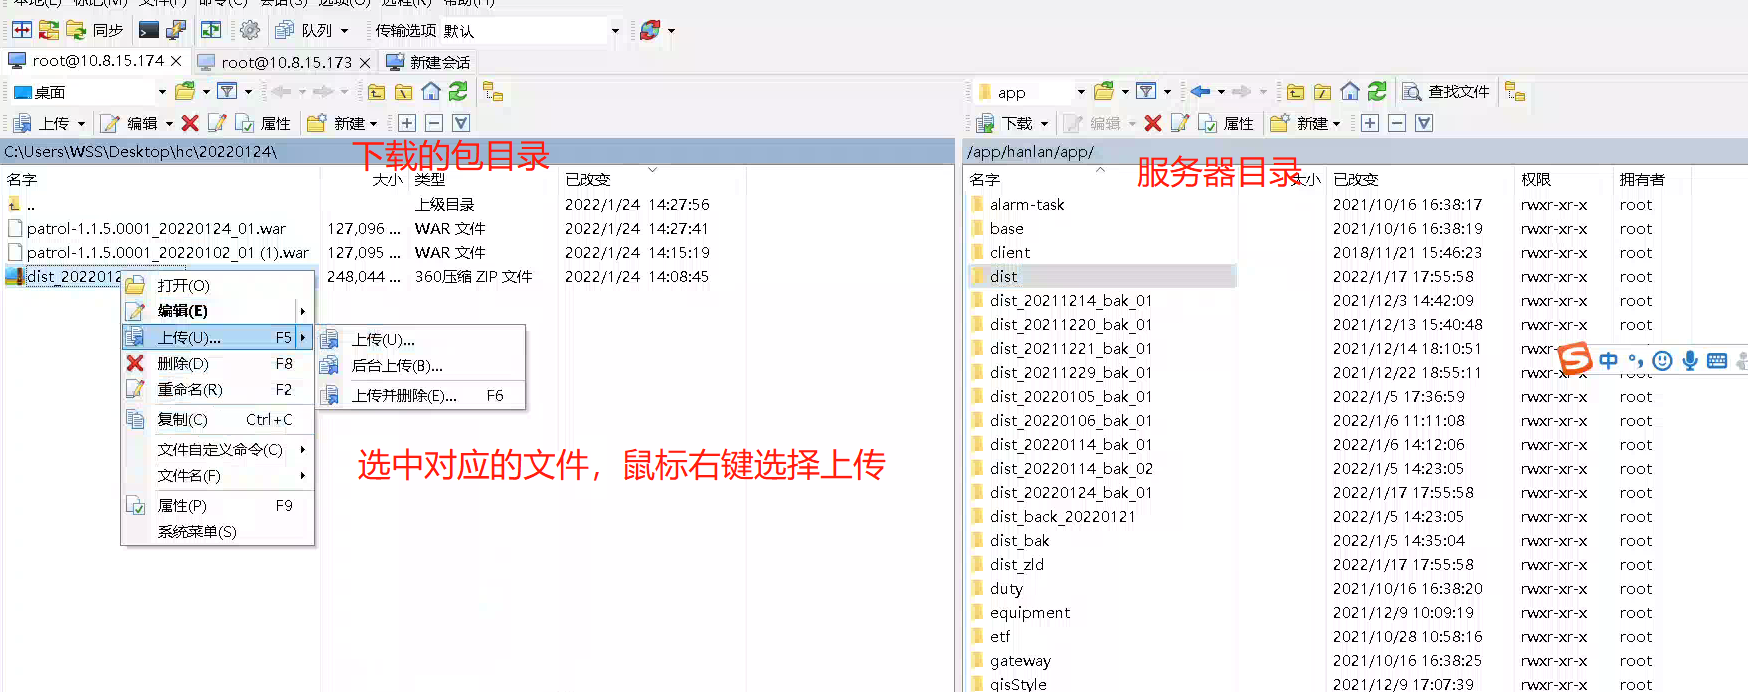 本地(L) 标记(M) 文件(F) 命令(C) 会话(S) 选项(O) 远程(R) 帮助(H)
同步 队列 传输选项 默认
root@10.8.15.174 × root@10.8.15.173 × 新建会话
桌面
上传 编辑 属性 新建
C:\Users\WSS\Desktop\hc\20220124\
下载的包目录
名字 大小 类型 已改变
.. 上级目录 2022/1/24 14:27:56
patrol-1.1.5.0001_20220124_01.war 127,096 ... WAR 文件 2022/1/24 14:27:41
patrol-1.1.5.0001_20220102_01 (1).war 127,095 ... WAR 文件 2022/1/24 14:15:19
dist_2022012 248,044 ... 360压缩 ZIP 文件 2022/1/24 14:08:45
打开(O)
编辑(E)
上传(U)... F5
删除(D) F8
重命名(R) F2
复制(C) Ctrl+C
文件自定义命令(C)
文件名(F)
属性(P) F9
系统菜单(S)
上传(U)...
后台上传(B)...
上传并删除(E)... F6
选中对应的文件，鼠标右键选择上传
app 查找文件
下载 编辑 属性 新建
/app/hanlan/app/
服务器目录
名字 大小 已改变 权限 拥有者
alarm-task 2021/10/16 16:38:17 rwxr-xr-x root
base 2021/10/16 16:38:19 rwxr-xr-x root
client 2018/11/21 15:46:23 rwxr-xr-x root
dist 2022/1/17 17:55:58 rwxr-xr-x root
dist_20211214_bak_01 2021/12/3 14:42:09 rwxr-xr-x root
dist_20211220_bak_01 2021/12/13 15:40:48 rwxr-xr-x root
dist_20211221_bak_01 2021/12/14 18:10:51
dist_20211229_bak_01 2021/12/22 18:55:11 rwxr-xr-x root
中
dist_20220105_bak_01 2022/1/5 17:36:59 rwxr-xr-x root
dist_20220106_bak_01 2022/1/6 11:11:08 rwxr-xr-x root
dist_20220114_bak_01 2022/1/6 14:12:06 rwxr-xr-x root
dist_20220114_bak_02 2022/1/5 14:23:05 rwxr-xr-x root
dist_20220124_bak_01 2022/1/17 17:55:58 rwxr-xr-x root
dist_back_20220121 2022/1/5 14:23:05 rwxr-xr-x root
dist_bak 2022/1/5 14:35:04 rwxr-xr-x root
dist_zld 2022/1/17 17:55:58 rwxr-xr-x root
duty 2021/10/16 16:38:20 rwxr-xr-x root
equipment 2021/12/9 10:09:19 rwxr-xr-x root
etf 2021/10/28 10:58:16 rwxr-xr-x root
gateway 2021/10/16 16:38:25 rwxr-xr-x root
gisStyle 2021/12/9 17:07:39 rwxr-xr-x root